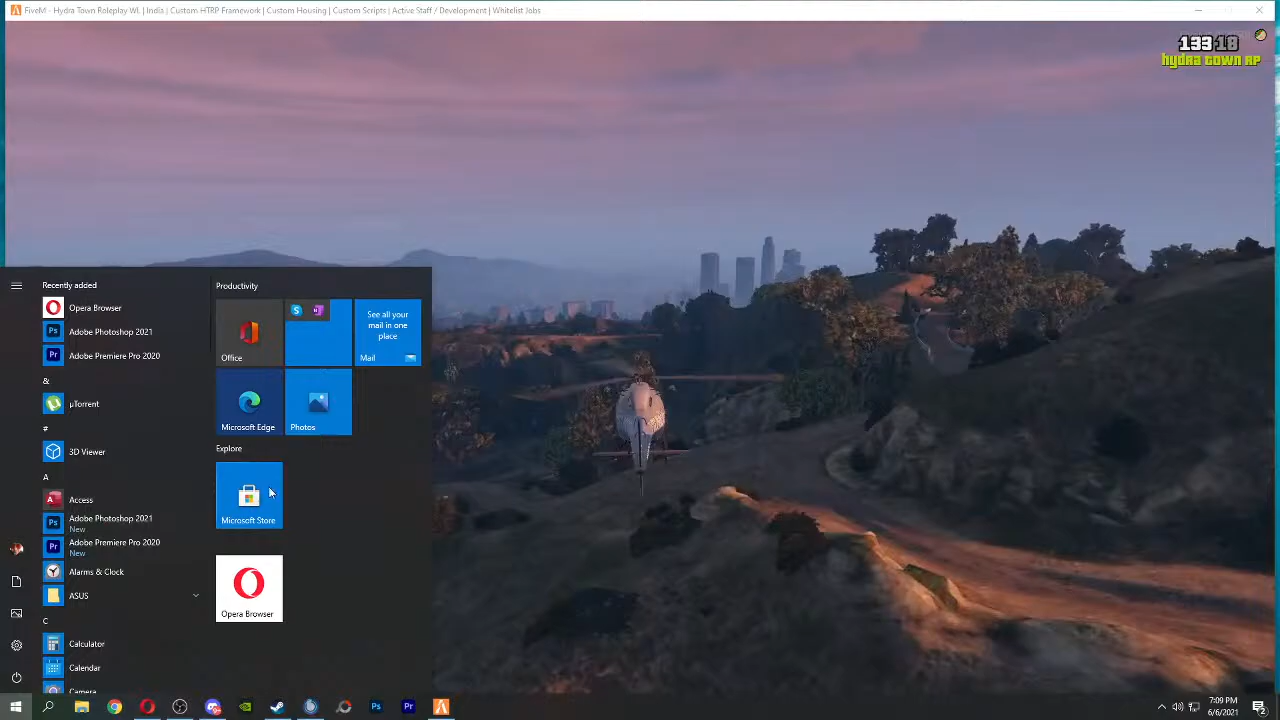 FiveM - Hydra Town Roleplay WL | India | Custom HTRP Framework | Custom Housing | Custom Scripts | Active Staff / Development | Whitelist Jobs
133 18
HYDRA TOWN RP
Recently added
Opera Browser
Adobe Photoshop 2021
Adobe Premiere Pro 2020
&
µTorrent
#
3D Viewer
A
Access
Adobe Photoshop 2021
New
Adobe Premiere Pro 2020
New
Alarms & Clock
ASUS
C
Calculator
Calendar
Camera
Productivity
Office
See all your
mail in one
place
Mail
Microsoft Edge
Photos
Explore
Microsoft Store
Opera Browser
7:09 PM
6/6/2021
2